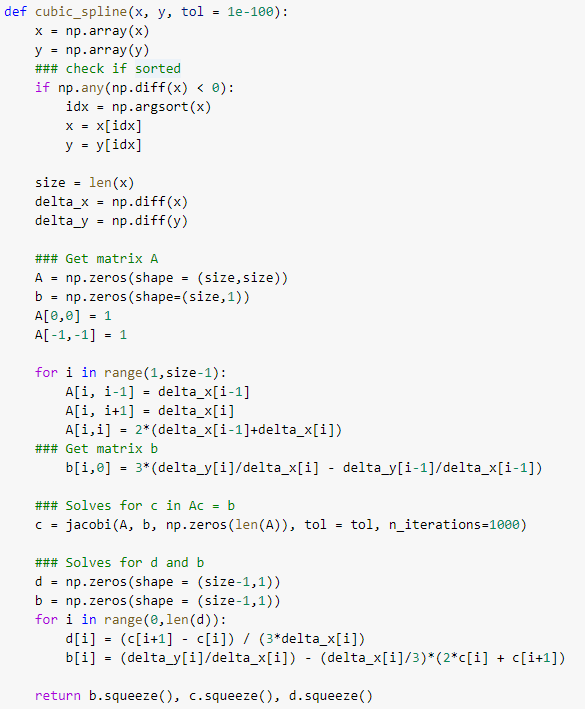 def cubic_spline(x, y, tol = 1e-100):
    x = np.array(x)
    y = np.array(y)
    ### check if sorted
    if np.any(np.diff(x) < 0):
        idx = np.argsort(x)
        x = x[idx]
        y = y[idx]

    size = len(x)
    delta_x = np.diff(x)
    delta_y = np.diff(y)

    ### Get matrix A
    A = np.zeros(shape = (size,size))
    b = np.zeros(shape=(size,1))
    A[0,0] = 1
    A[-1,-1] = 1

    for i in range(1,size-1):
        A[i, i-1] = delta_x[i-1]
        A[i, i+1] = delta_x[i]
        A[i,i] = 2*(delta_x[i-1]+delta_x[i])
    ### Get matrix b
        b[i,0] = 3*(delta_y[i]/delta_x[i] - delta_y[i-1]/delta_x[i-1])

    ### Solves for c in Ac = b
    c = jacobi(A, b, np.zeros(len(A)), tol = tol, n_iterations=1000)

    ### Solves for d and b
    d = np.zeros(shape = (size-1,1))
    b = np.zeros(shape = (size-1,1))
    for i in range(0,len(d)):
        d[i] = (c[i+1] - c[i]) / (3*delta_x[i])
        b[i] = (delta_y[i]/delta_x[i]) - (delta_x[i]/3)*(2*c[i] + c[i+1])

    return b.squeeze(), c.squeeze(), d.squeeze()